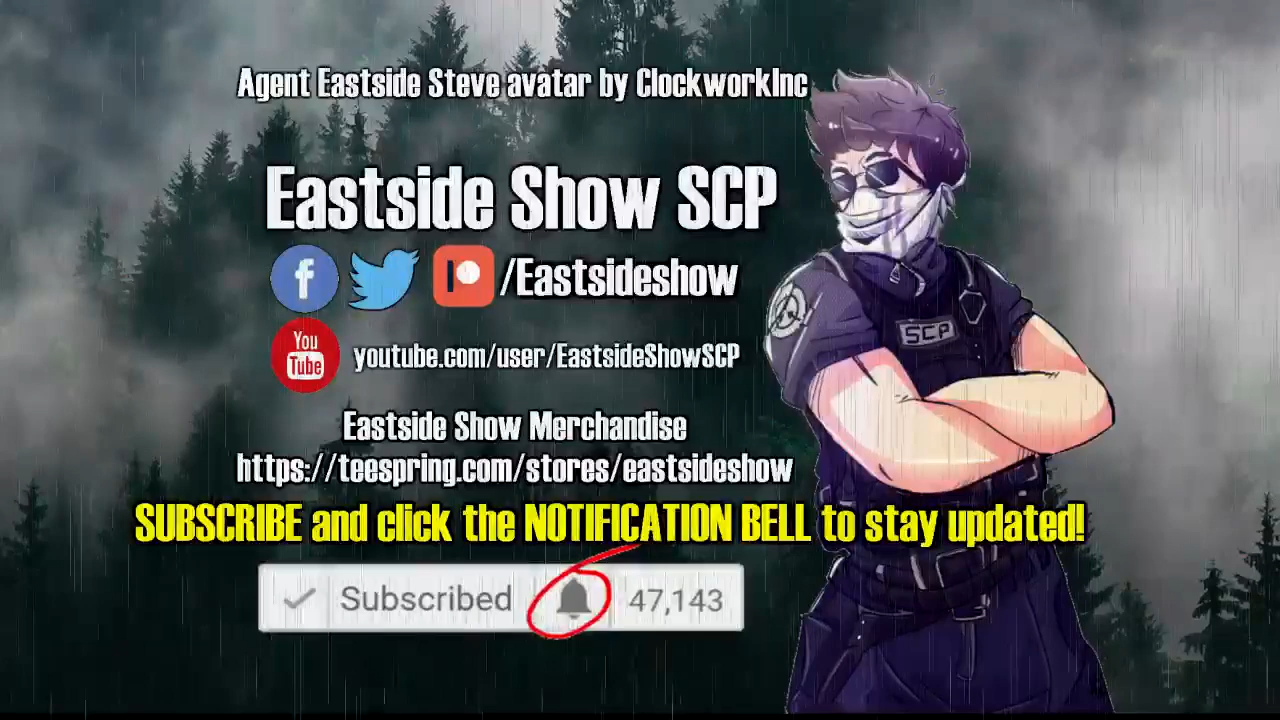 Agent Eastside Steve avatar by ClockworkInc
Eastside Show SCP
f /Eastsideshow
You Tube youtube.com/user/EastsideShowSCP
SCP
Eastside Show Merchandise
https://teespring.com/stores/eastsideshow
SUBSCRIBE and click the NOTIFICATION BELL to stay updated!
Subscribed 47,143